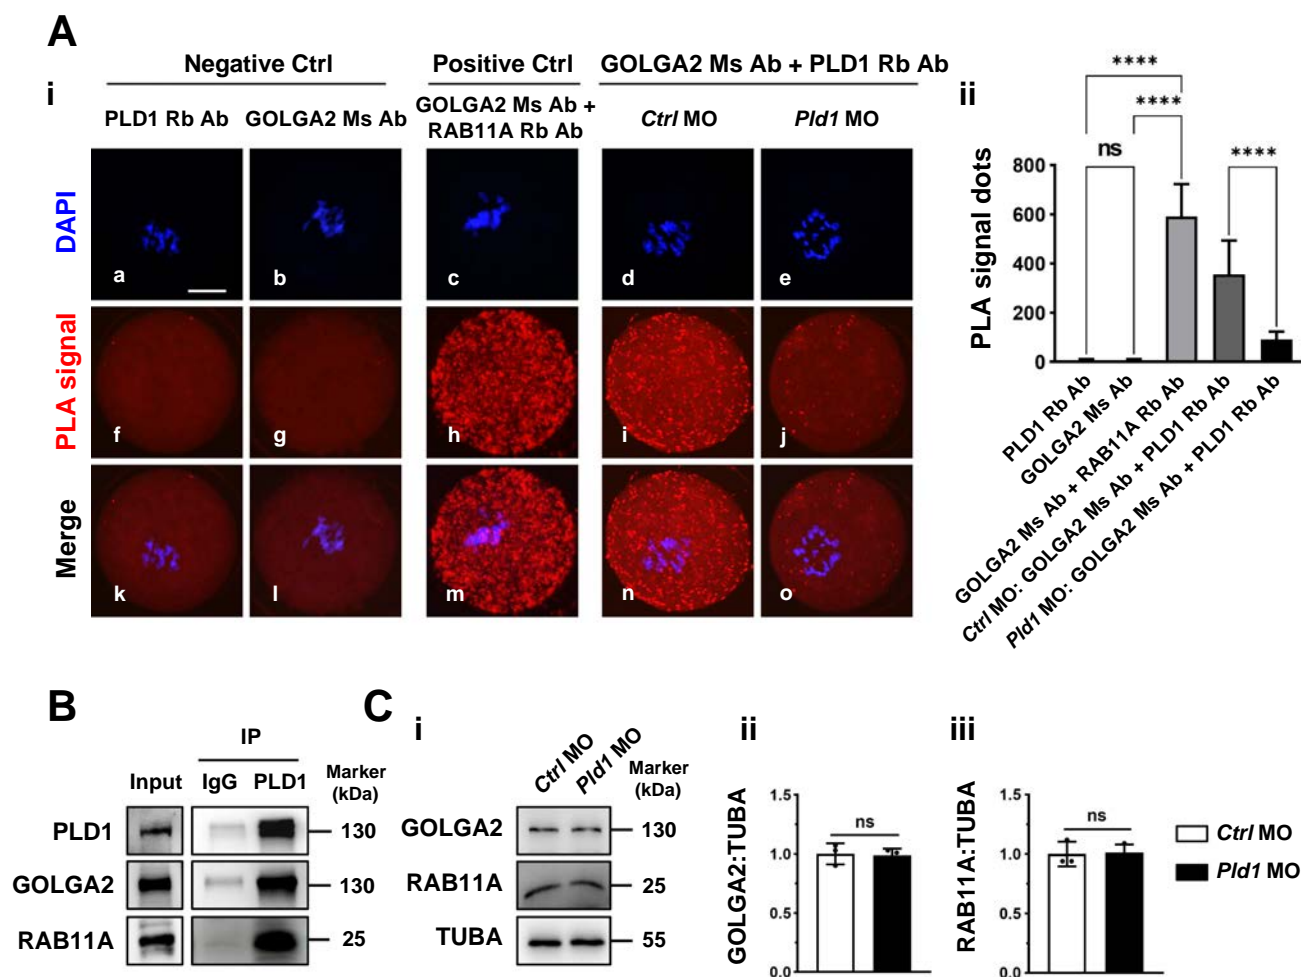 A
Negative Ctrl
Positive Ctrl
GOLGA2 Ms Ab + PLD1 Rb Ab
i
PLD1 Rb Ab
GOLGA2 Ms Ab
GOLGA2 Ms Ab +
RAB11A Rb Ab
Ctrl MO
Pld1 MO
DAPI
a
b
c
d
e
PLA signal
f
g
h
i
j
Merge
k
l
m
n
o
ii
****
****
ns
****
PLA signal dots
800
600
400
200
0
PLD1 Rb Ab
GOLGA2 Ms Ab
GOLGA2 Ms Ab + RAB11A Rb Ab
Ctrl MO: GOLGA2 Ms Ab + PLD1 Rb Ab
Pld1 MO: GOLGA2 Ms Ab + PLD1 Rb Ab
B
IP
Input
IgG
PLD1
Marker
(kDa)
PLD1
130
GOLGA2
130
RAB11A
25
C
i
Ctrl MO
Pld1 MO
Marker
(kDa)
GOLGA2
130
RAB11A
25
TUBA
55
ii
GOLGA2:TUBA
1.5
1.0
0.5
0.0
ns
iii
RAB11A:TUBA
1.5
1.0
0.5
0.0
ns
Ctrl MO
Pld1 MO